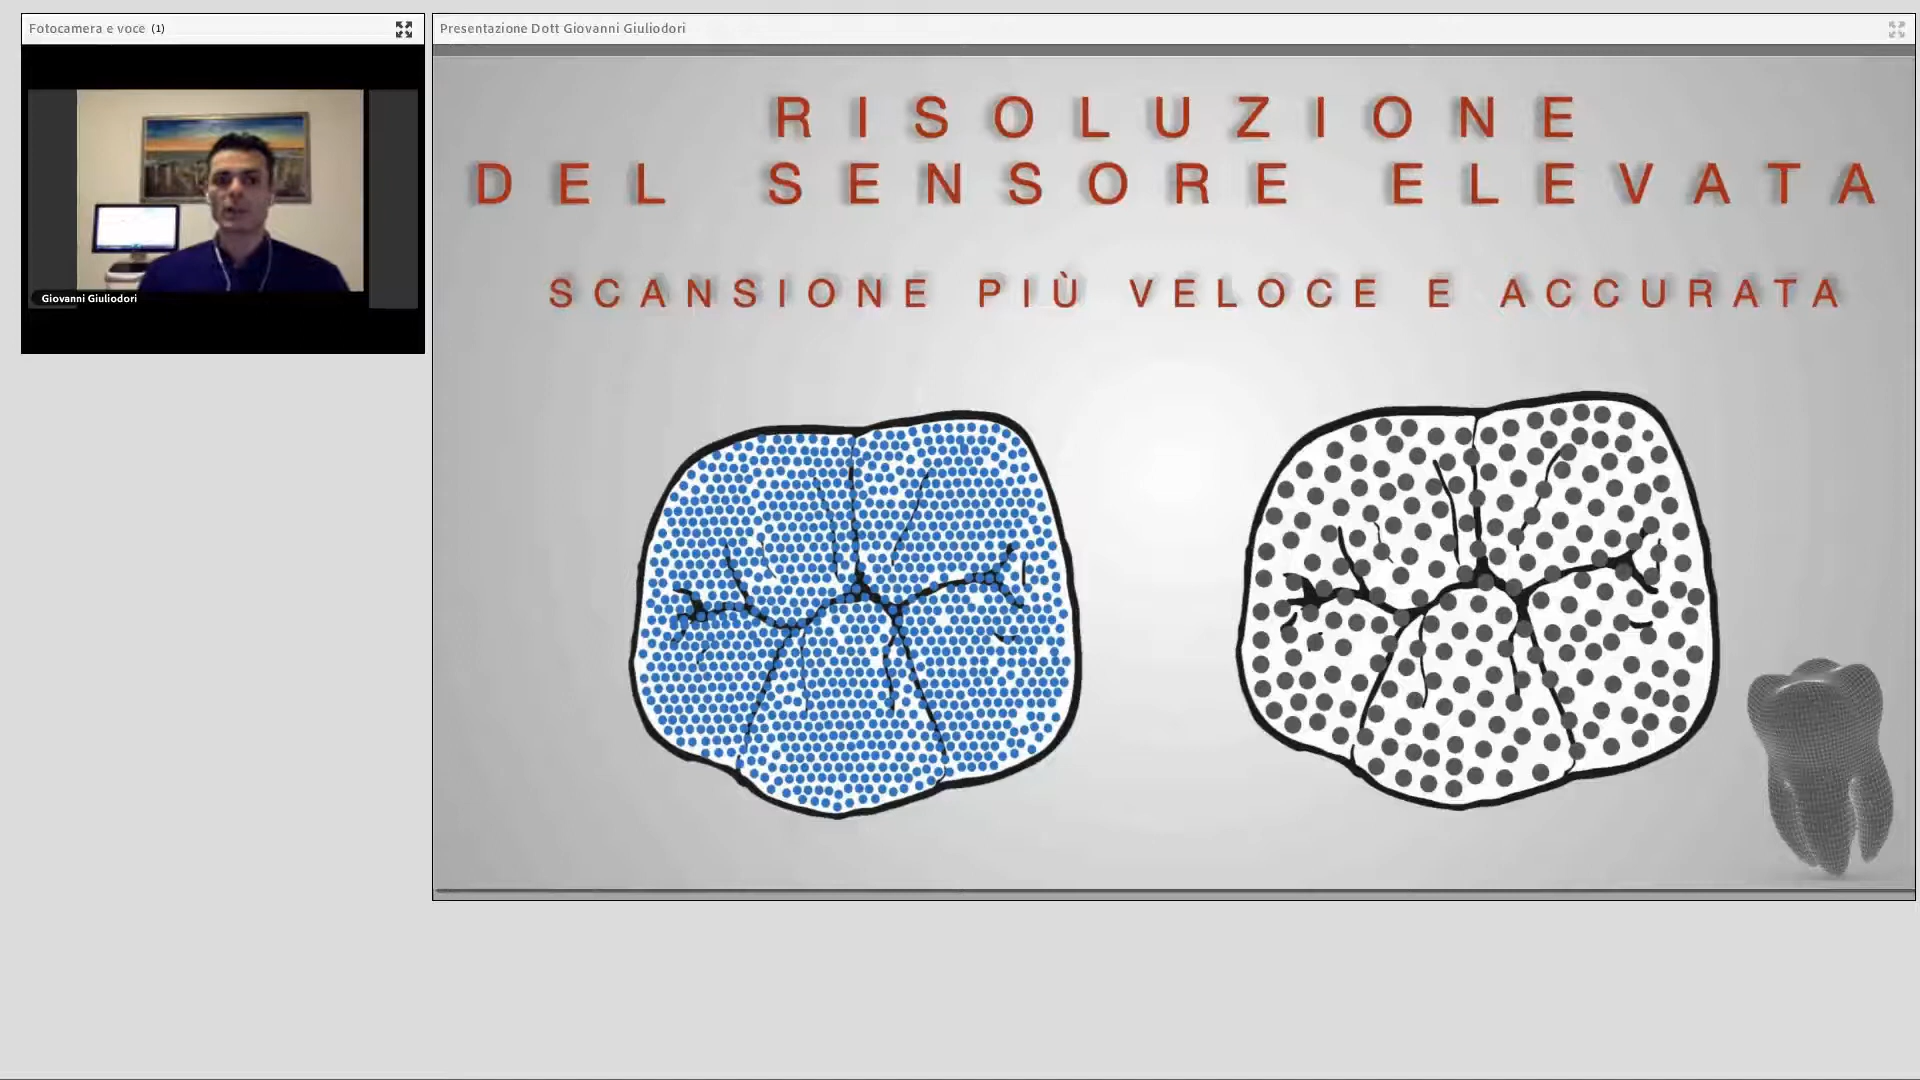 Fotocamera e voce (1)
Giovanni Giuliodori
Presentazione Dott Giovanni Giuliodori
RISOLUZIONE
DEL SENSORE ELEVATA
SCANSIONE PIÙ VELOCE E ACCURATA